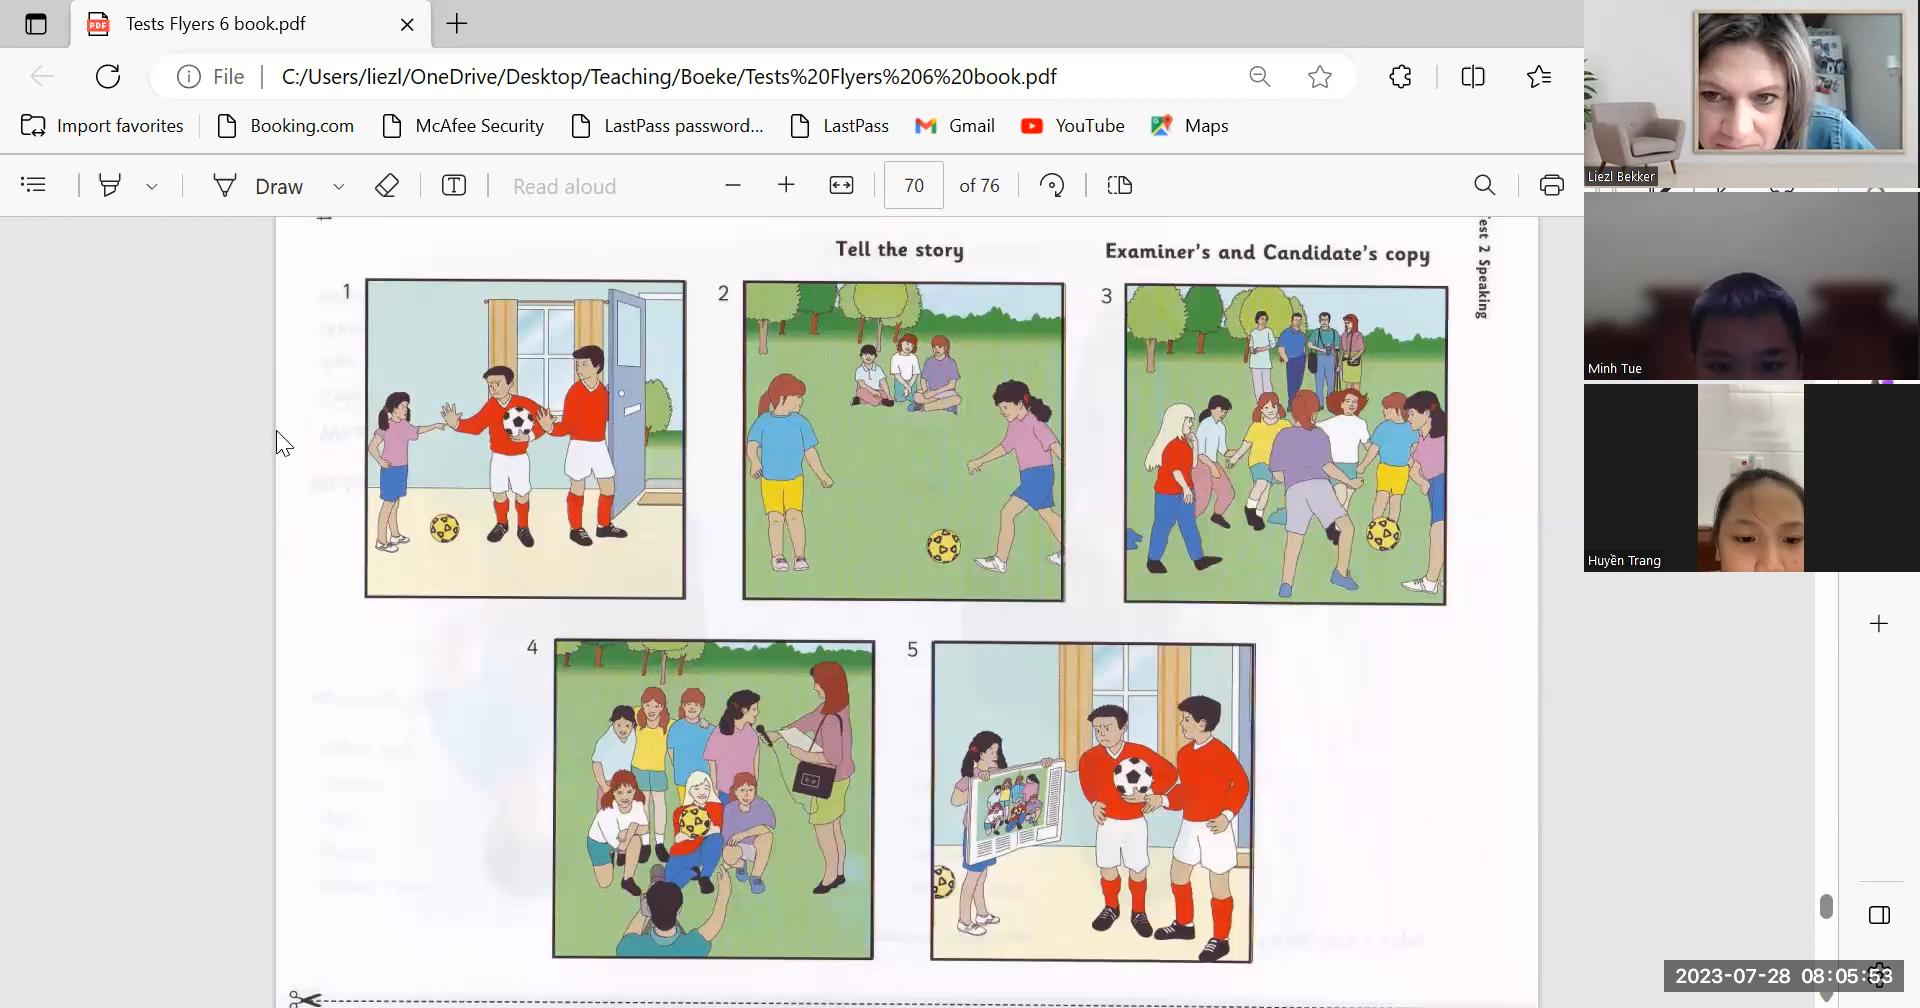 Tests Flyers 6 book.pdf
File
C:/Users/liezl/OneDrive/Desktop/Teaching/Boeke/Tests%20Flyers%206%20book.pdf
Import favorites
Booking.com
McAfee Security
LastPass password...
LastPass
Gmail
YouTube
Maps
Draw
Read aloud
70
of 76
Liezl Bekker
Tell the story
Examiner's and Candidate's copy
Test 2 Speaking
1
2
3
4
5
Minh Tue
Huyền Trang
2023-07-28 08:05:53